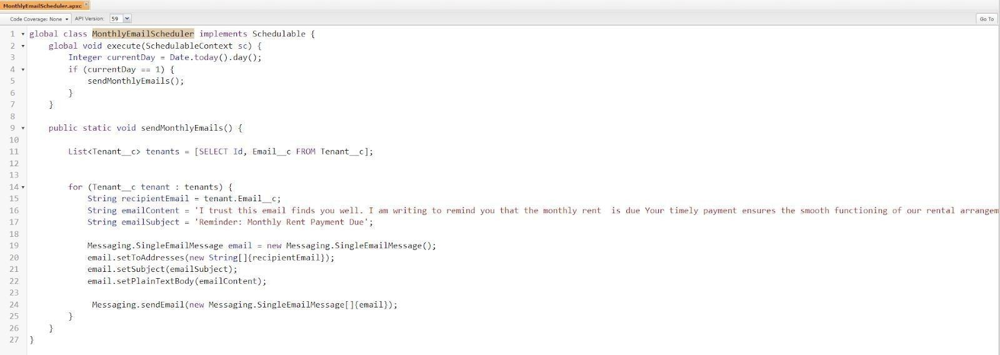 MonthlyEmailScheduler.apxc
Code Coverage: None API Version: 59 Go To
1 global class MonthlyEmailScheduler implements Schedulable {
2 global void execute(SchedulableContext sc) {
3 Integer currentDay = Date.today().day();
4 if (currentDay == 1) {
5 sendMonthlyEmails();
6 }
7 }
8
9 public static void sendMonthlyEmails() {
10
11 List<Tenant__c> tenants = [SELECT Id, Email__c FROM Tenant__c];
12
13
14 for (Tenant__c tenant : tenants) {
15 String recipientEmail = tenant.Email__c;
16 String emailContent = 'I trust this email finds you well. I am writing to remind you that the monthly rent  is due Your timely payment ensures the smooth functioning of our rental arrangem
17 String emailSubject = 'Reminder: Monthly Rent Payment Due';
18
19 Messaging.SingleEmailMessage email = new Messaging.SingleEmailMessage();
20 email.setToAddresses(new String[]{recipientEmail});
21 email.setSubject(emailSubject);
22 email.setPlainTextBody(emailContent);
23
24 Messaging.sendEmail(new Messaging.SingleEmailMessage[]{email});
25 }
26 }
27 }